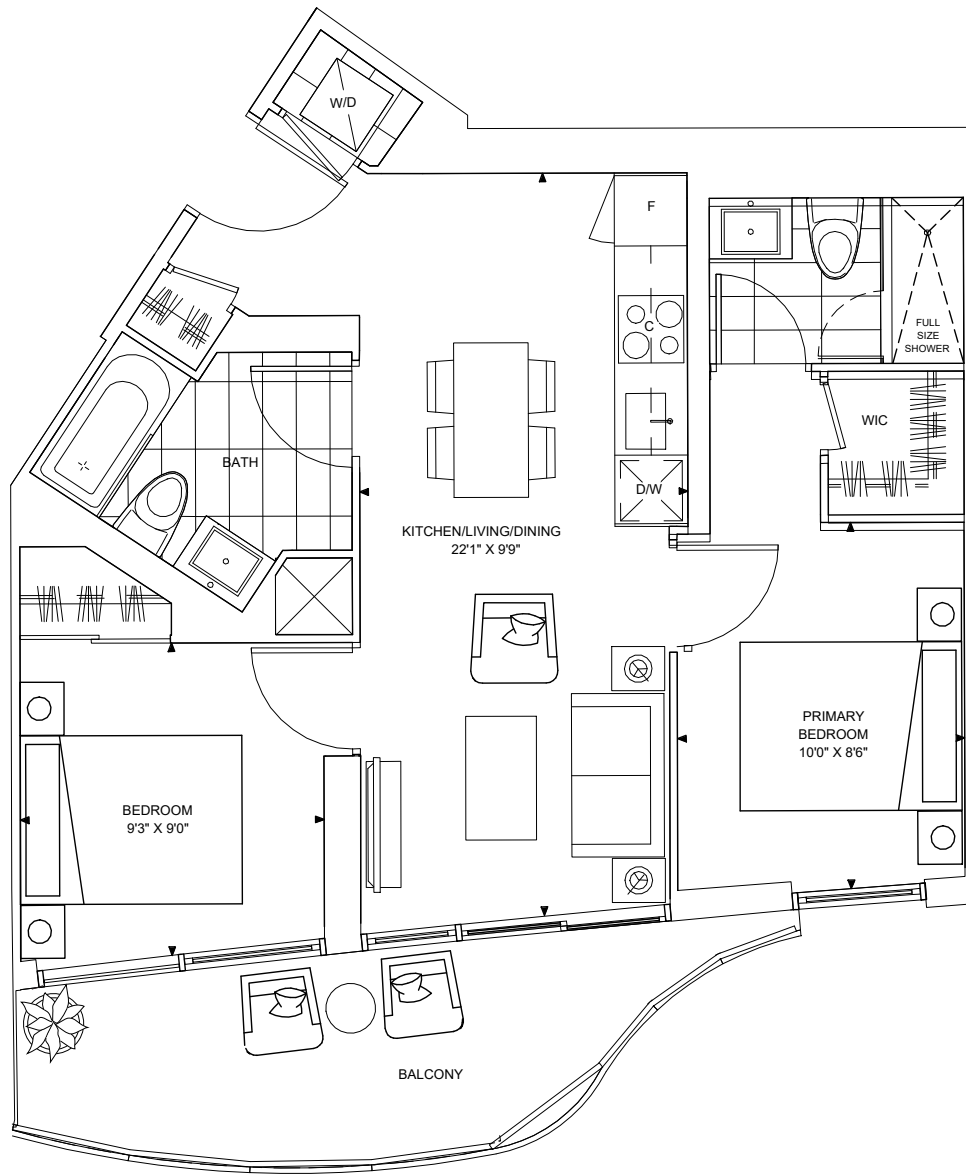 W/D
F
C
FULL
SIZE
SHOWER
WIC
BATH
D/W
KITCHEN/LIVING/DINING
22'1" X 9'9"
PRIMARY
BEDROOM
10'0" X 8'6"
BEDROOM
9'3" X 9'0"
BALCONY